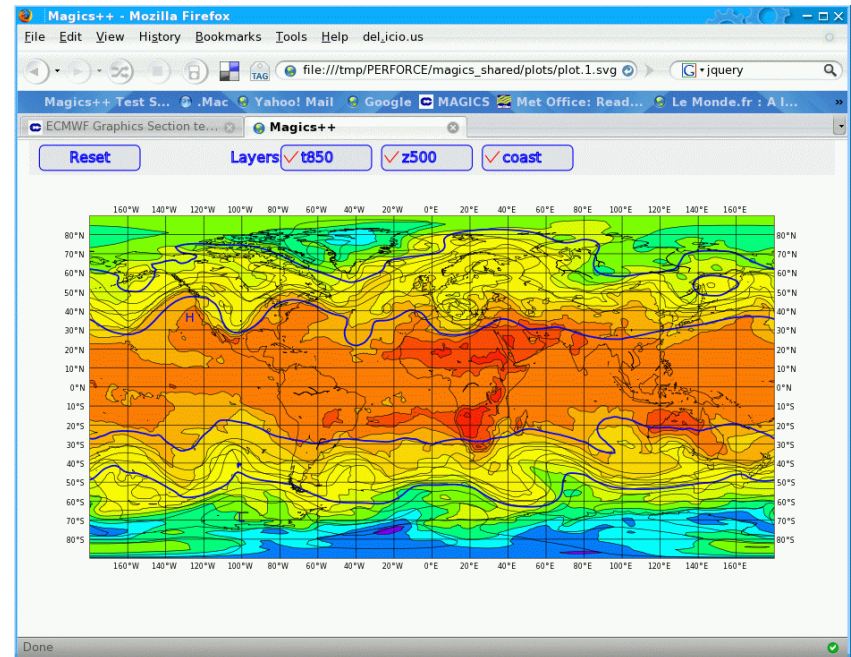 Magics++ - Mozilla Firefox
File Edit View History Bookmarks Tools Help del.icio.us
TAG file:///tmp/PERFORCE/magics_shared/plots/plot.1.svg G jquery
Magics++ Test S... .Mac Yahoo! Mail Google MAGICS Met Office: Read... Le Monde.fr : A l... »
ECMWF Graphics Section te... Magics++
Reset Layers t850 z500 coast
160°W 140°W 120°W 100°W 80°W 60°W 40°W 20°W 0°E 20°E 40°E 60°E 80°E 100°E 120°E 140°E 160°E
80°N 80°N
70°N 70°N
60°N 60°N
50°N 50°N
40°N 40°N
H
30°N 30°N
20°N 20°N
10°N 10°N
0°N 0°N
10°S 10°S
20°S 20°S
30°S 30°S
40°S 40°S
50°S 50°S
60°S 60°S
70°S 70°S
80°S 80°S
160°W 140°W 120°W 100°W 80°W 60°W 40°W 20°W 0°E 20°E 40°E 60°E 80°E 100°E 120°E 140°E 160°E
Done